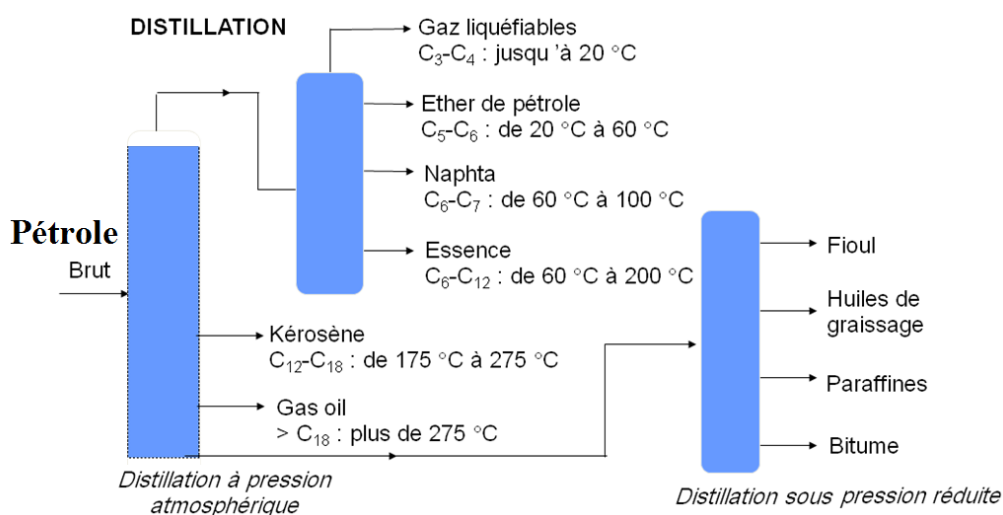 DISTILLATION
Gaz liquéfiables
C₃-C₄ : jusqu 'à 20 °C
Ether de pétrole
C₅-C₆ : de 20 °C à 60 °C
Naphta
C₆-C₇ : de 60 °C à 100 °C
Essence
C₆-C₁₂ : de 60 °C à 200 °C
Pétrole
Brut
Kérosène
C₁₂-C₁₈ : de 175 °C à 275 °C
Gas oil
> C₁₈ : plus de 275 °C
Distillation à pression
atmosphérique
Fioul
Huiles de
graissage
Paraffines
Bitume
Distillation sous pression réduite